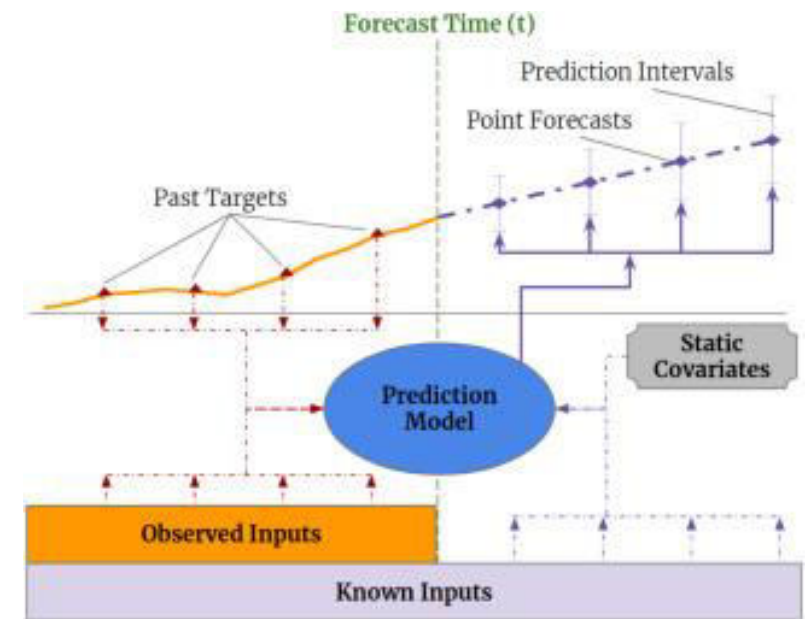 Forecast Time (t)
Prediction Intervals
Point Forecasts
Past Targets
Static
Covariates
Prediction
Model
Observed Inputs
Known Inputs